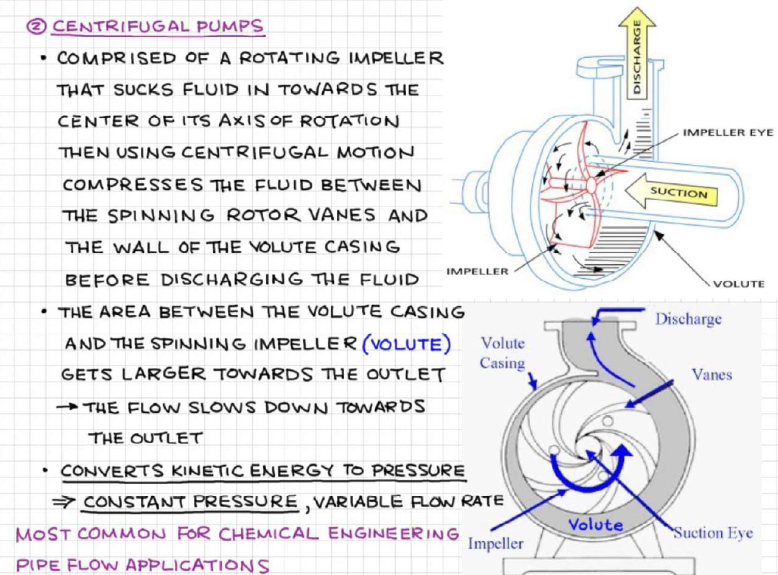 ② CENTRIFUGAL PUMPS
• COMPRISED OF A ROTATING IMPELLER
THAT SUCKS FLUID IN TOWARDS THE
CENTER OF ITS AXIS OF ROTATION
THEN USING CENTRIFUGAL MOTION
COMPRESSES THE FLUID BETWEEN
THE SPINNING ROTOR VANES AND
THE WALL OF THE VOLUTE CASING
BEFORE DISCHARGING THE FLUID
• THE AREA BETWEEN THE VOLUTE CASING
AND THE SPINNING IMPELLER (VOLUTE)
GETS LARGER TOWARDS THE OUTLET
→ THE FLOW SLOWS DOWN TOWARDS
THE OUTLET
• CONVERTS KINETIC ENERGY TO PRESSURE
⇒ CONSTANT PRESSURE, VARIABLE FLOW RATE
MOST COMMON FOR CHEMICAL ENGINEERING
PIPE FLOW APPLICATIONS
DISCHARGE
IMPELLER EYE
SUCTION
IMPELLER
VOLUTE
Discharge
Volute
Casing
Vanes
Volute
Impeller
Suction Eye